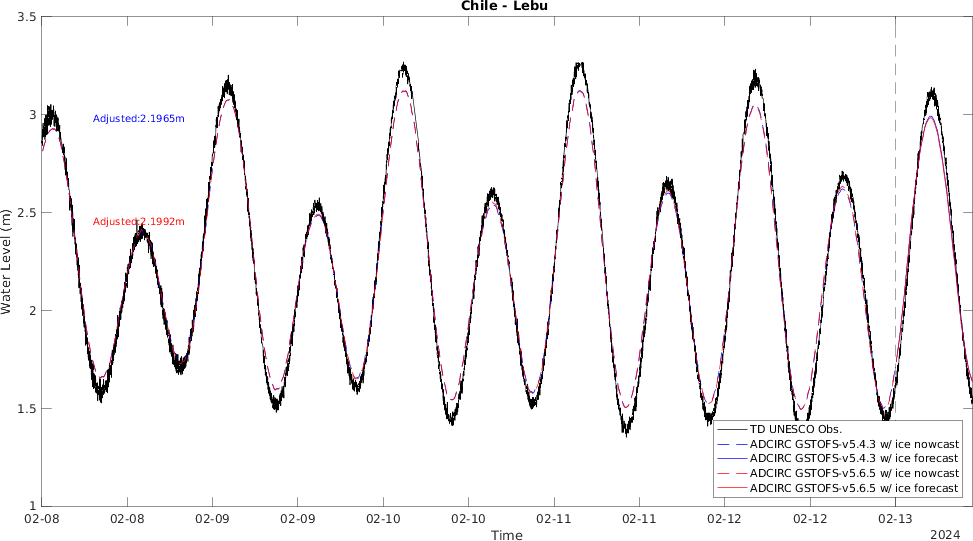 Chile - Lebu
3.5
3
2.5
2
1.5
1
Water Level (m)
Adjusted:2.1965m
Adjusted:2.1992m
TD UNESCO Obs.
ADCIRC GSTOFS-v5.4.3 w/ ice nowcast
ADCIRC GSTOFS-v5.4.3 w/ ice forecast
ADCIRC GSTOFS-v5.6.5 w/ ice nowcast
ADCIRC GSTOFS-v5.6.5 w/ ice forecast
02-08 02-08 02-09 02-09 02-10 02-10 02-11 02-11 02-12 02-12 02-13
Time
2024